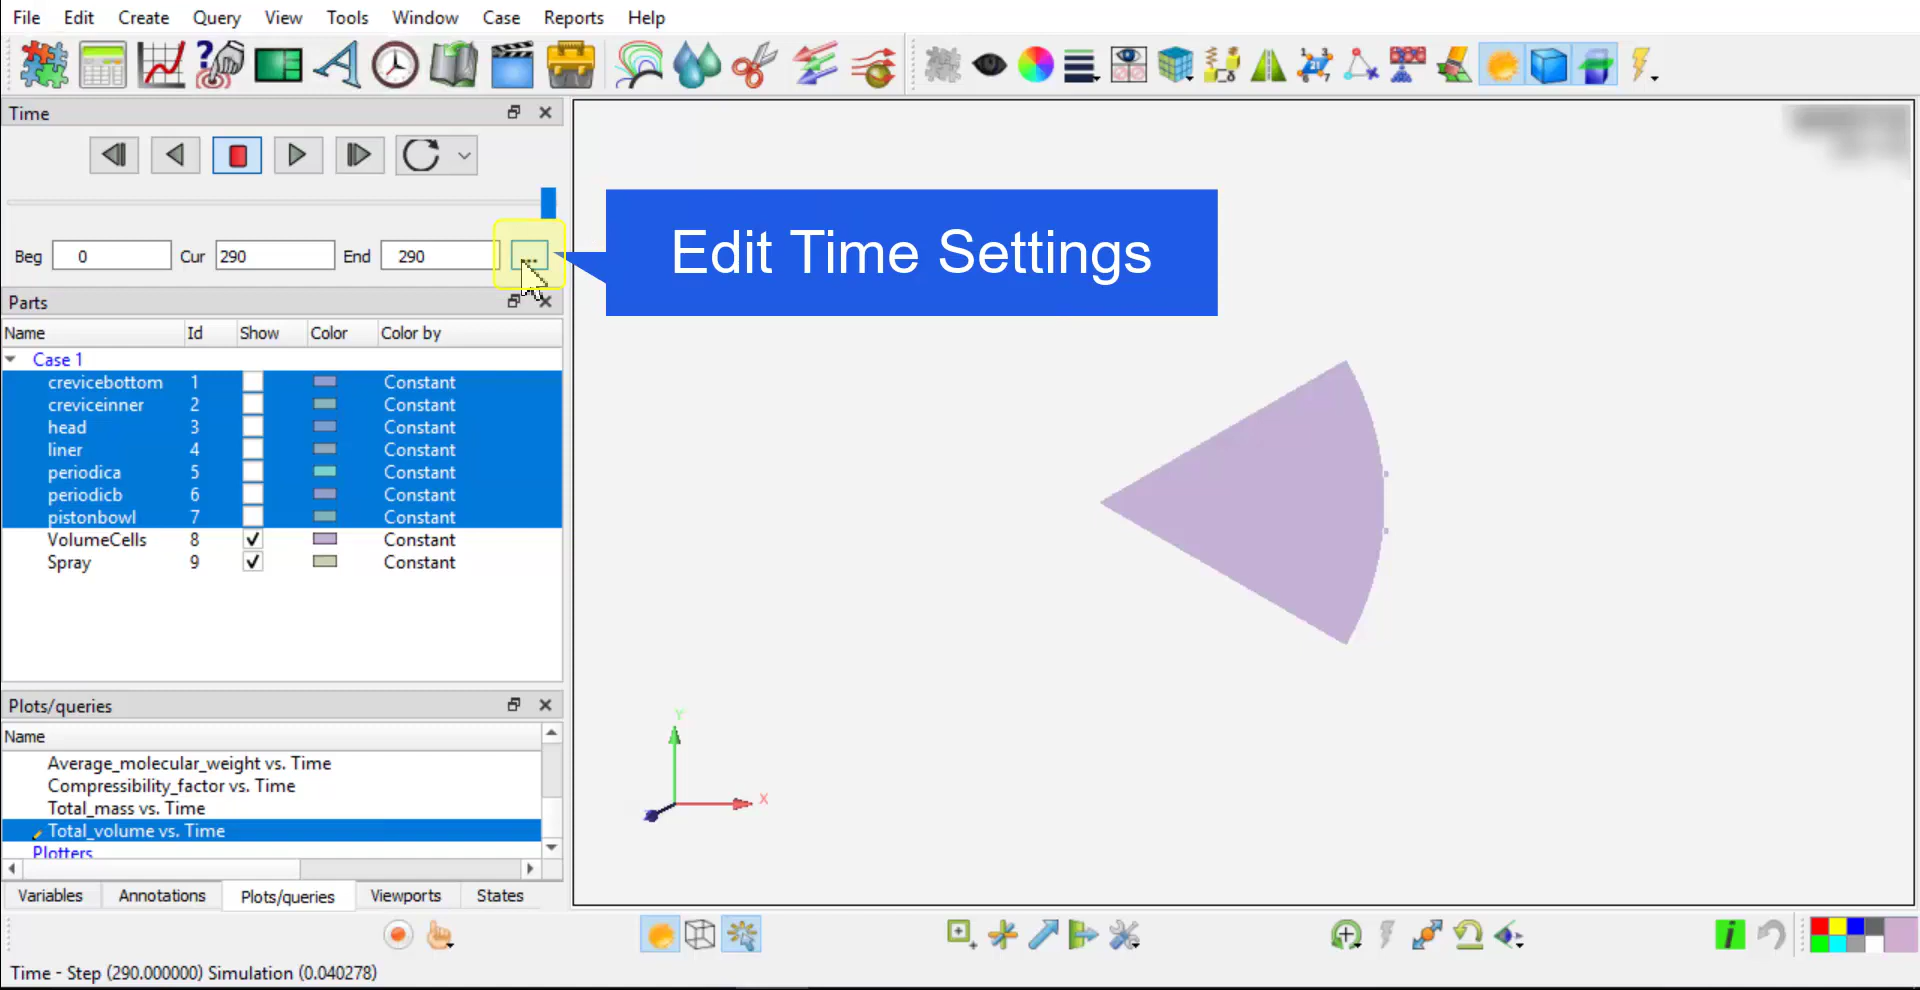 File Edit Create Query View Tools Window Case Reports Help
Time
Beg 0 Cur 290 End 290 ...
Edit Time Settings
Parts
Name Id Show Color Color by
Case 1
crevicebottom 1 Constant
creviceinner 2 Constant
head 3 Constant
liner 4 Constant
periodica 5 Constant
periodicb 6 Constant
pistonbowl 7 Constant
VolumeCells 8 Constant
Spray 9 Constant
Plots/queries
Name
Average_molecular_weight vs. Time
Compressibility_factor vs. Time
Total_mass vs. Time
Total_volume vs. Time
Plotters
Y
X
Variables Annotations Plots/queries Viewports States
Time - Step (290.000000) Simulation (0.040278)